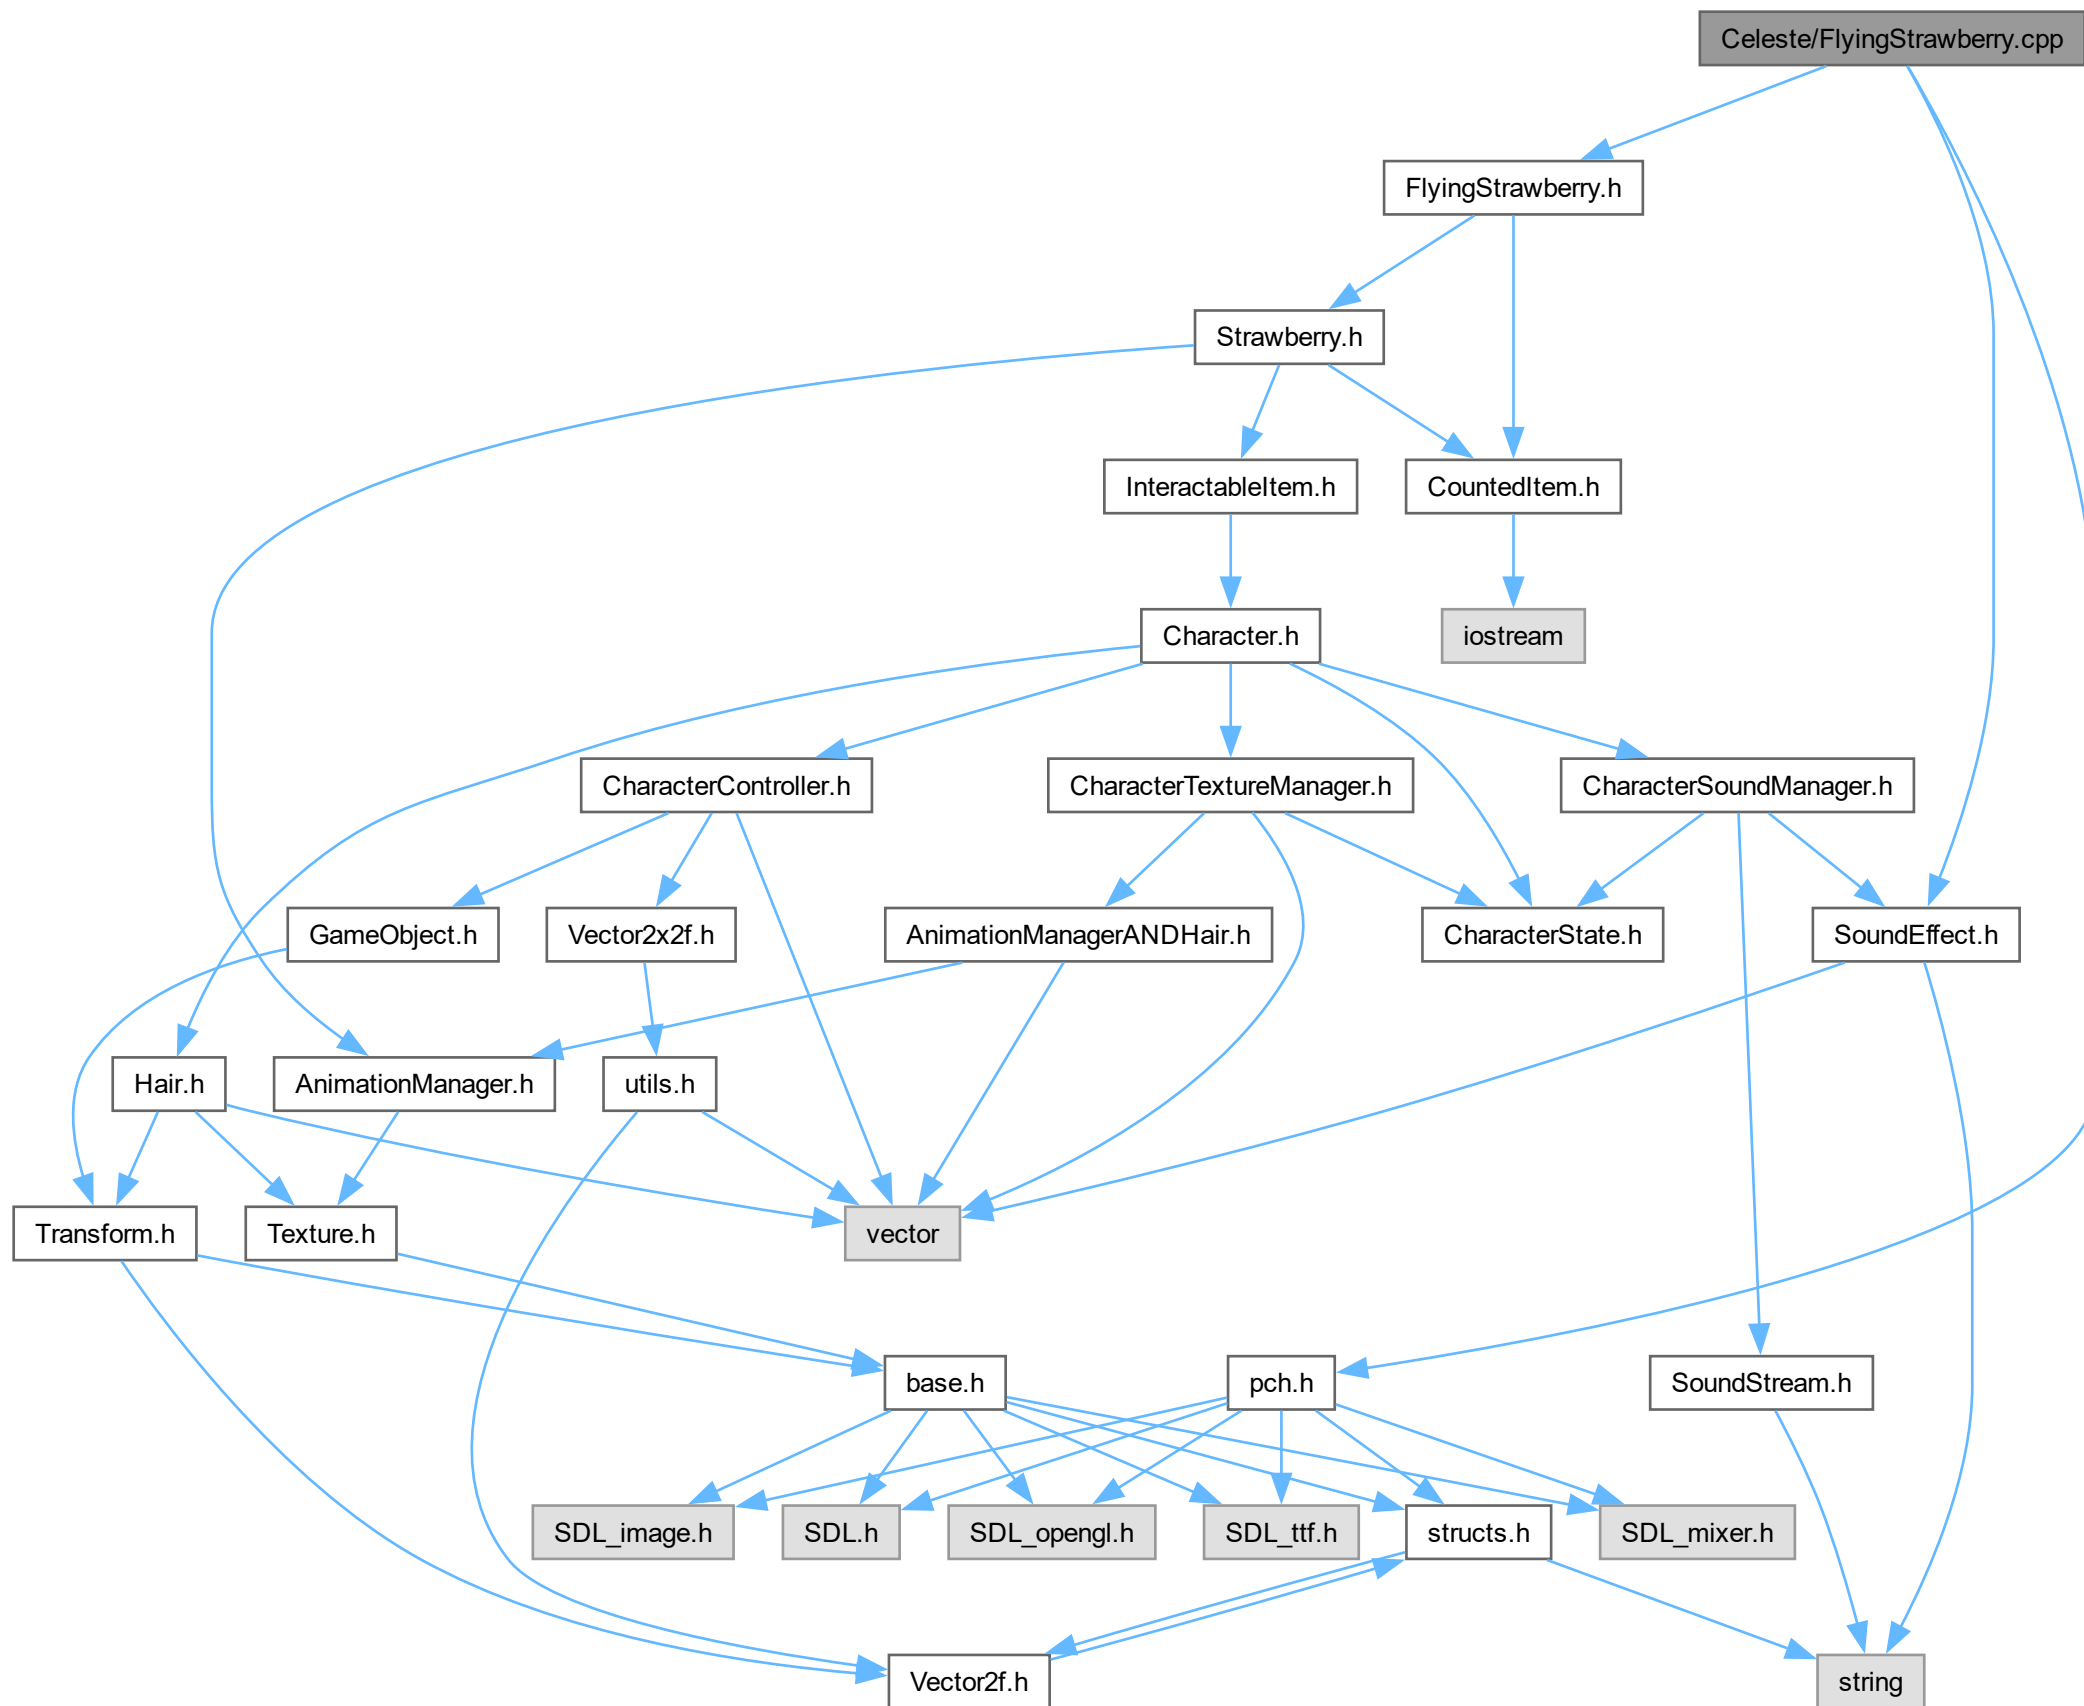 Celeste/FlyingStrawberry.cpp
FlyingStrawberry.h
Strawberry.h
InteractableItem.h
CountedItem.h
Character.h
iostream
CharacterController.h
CharacterTextureManager.h
CharacterSoundManager.h
GameObject.h
Vector2x2f.h
AnimationManagerANDHair.h
CharacterState.h
SoundEffect.h
Hair.h
AnimationManager.h
utils.h
Transform.h
Texture.h
vector
base.h
pch.h
SoundStream.h
SDL_image.h
SDL.h
SDL_opengl.h
SDL_ttf.h
structs.h
SDL_mixer.h
Vector2f.h
string